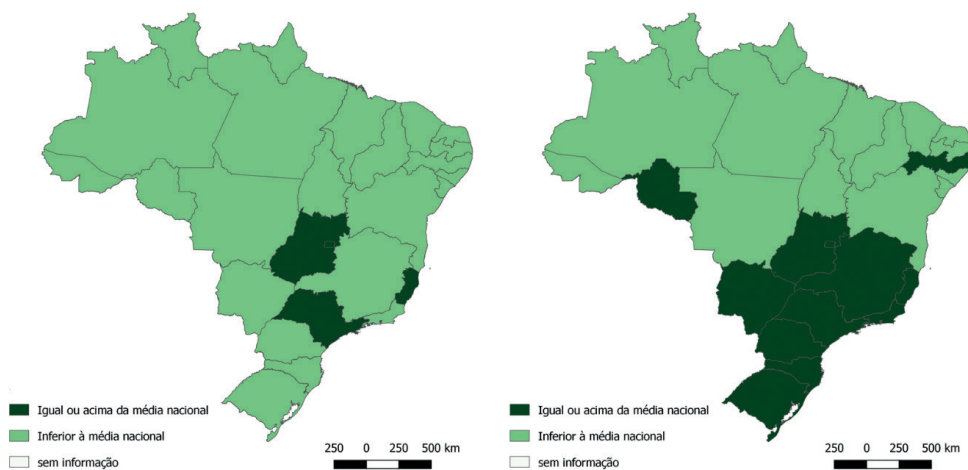 Igual ou acima da média nacional
Inferior à média nacional
sem informação
250 0 250 500 km
Igual ou acima da média nacional
Inferior à média nacional
sem informação
250 0 250 500 km